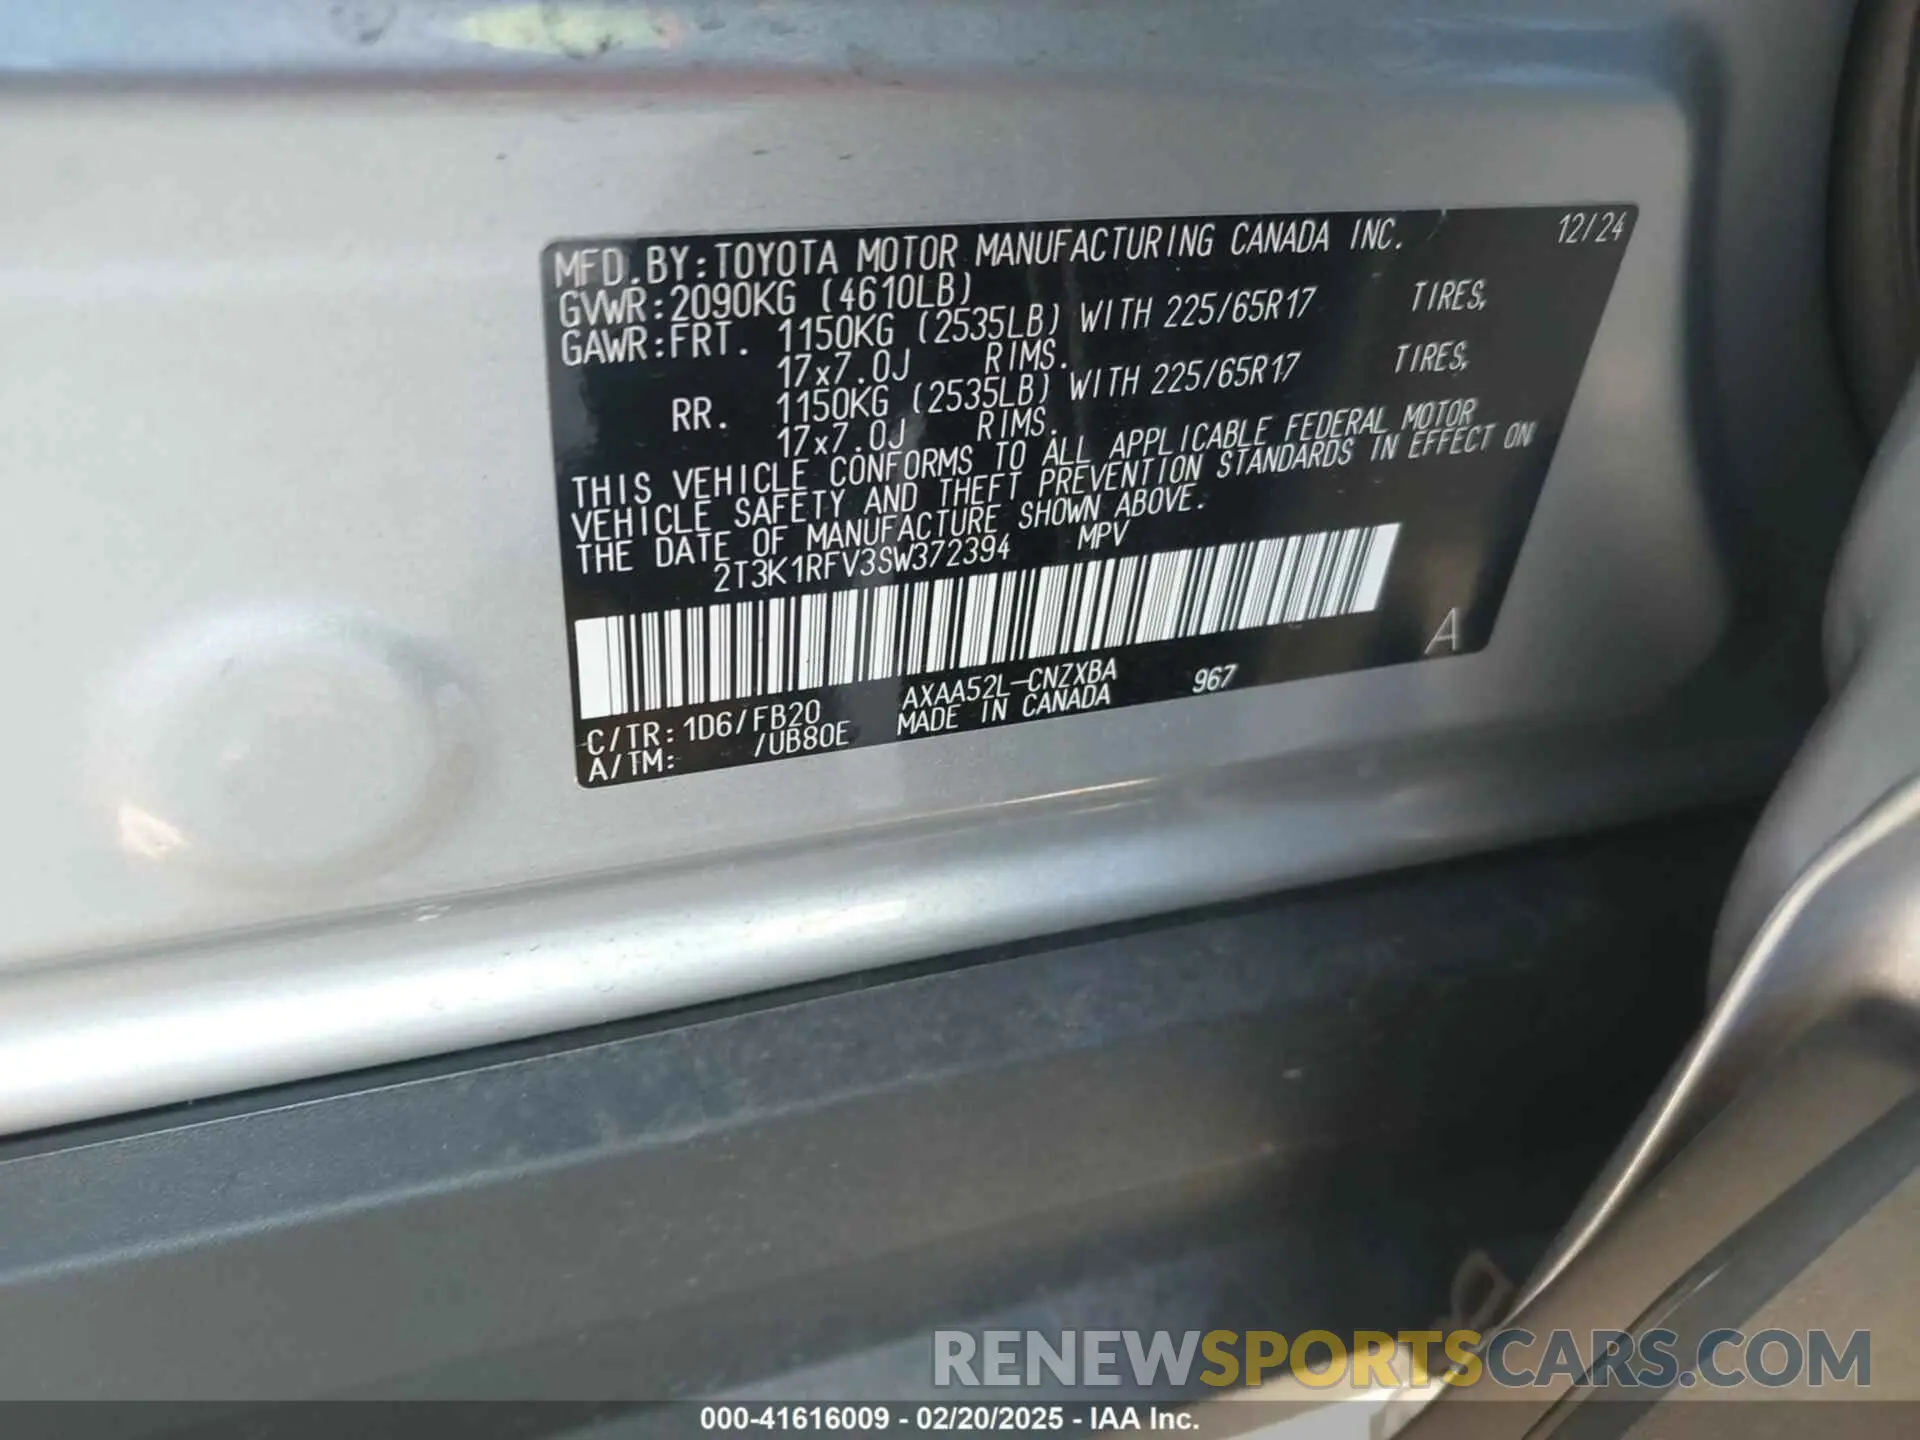 MFD.BY:TOYOTA MOTOR MANUFACTURING CANADA INC. 12/24
GVWR:2090KG (4610LB)
GAWR:FRT. 1150KG (2535LB) WITH 225/65R17 TIRES,
17x7.0J RIMS.
RR. 1150KG (2535LB) WITH 225/65R17 TIRES,
17x7.0J RIMS.
THIS VEHICLE CONFORMS TO ALL APPLICABLE FEDERAL MOTOR
VEHICLE SAFETY AND THEFT PREVENTION STANDARDS IN EFFECT ON
THE DATE OF MANUFACTURE SHOWN ABOVE.
2T3K1RFV3SW372394 MPV
A
C/TR:1D6/FB20 AXAA52L-CNZXBA 967
A/TM: /UB80E MADE IN CANADA
RENEWSPORTSCARS.COM
000-41616009 - 02/20/2025 - IAA Inc.